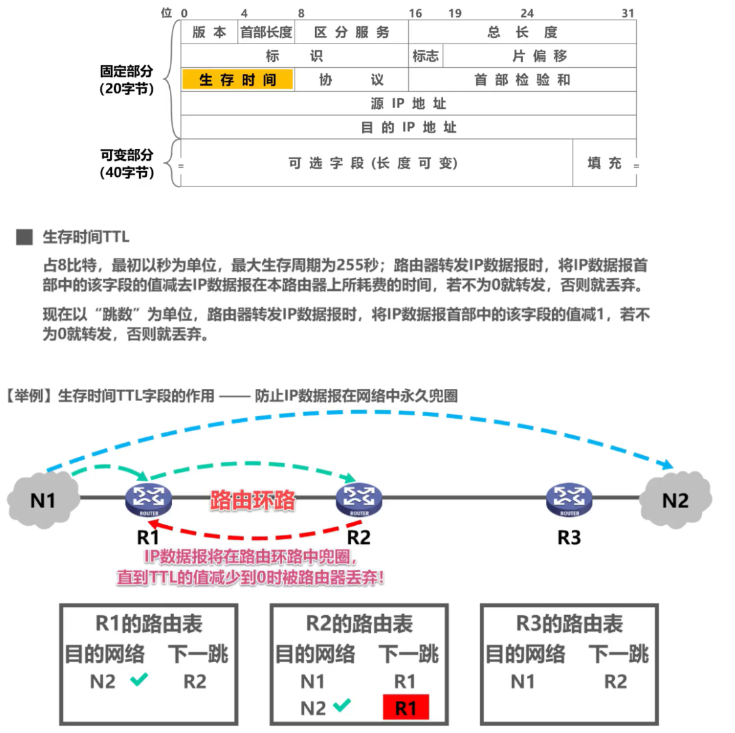 位 0 4 8 16 19 24 31
版 本 首部长度 区 分 服 务 总 长 度
标 识 标志 片 偏 移
固定部分
(20字节)
生 存 时 间 协 议 首 部 检 验 和
源 IP 地 址
目 的 IP 地 址
可变部分
(40字节)
可 选 字 段 (长 度 可 变) 填 充
生存时间TTL
占8比特，最初以秒为单位，最大生存周期为255秒；路由器转发IP数据报时，将IP数据报首
部中的该字段的值减去IP数据报在本路由器上所耗费的时间，若不为0就转发，否则就丢弃。
现在以“跳数”为单位，路由器转发IP数据报时，将IP数据报首部中的该字段的值减1，若不
为0就转发，否则就丢弃。
【举例】生存时间TTL字段的作用 —— 防止IP数据报在网络中永久兜圈
N1
ROUTER
R1
路由环路
ROUTER
R2
ROUTER
R3
N2
IP数据报将在路由环路中兜圈，
直到TTL的值减少到0时被路由器丢弃！
R1的路由表
目的网络 下一跳
N2 R2
R2的路由表
目的网络 下一跳
N1 R1
N2 R1
R3的路由表
目的网络 下一跳
N1 R2